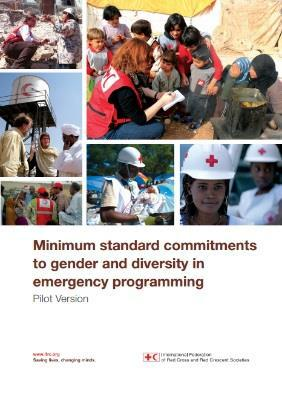 Minimum standard commitments
to gender and diversity in
emergency programming
Pilot Version
www.ifrc.org
Saving lives, changing minds.
International Federation
of Red Cross and Red Crescent Societies